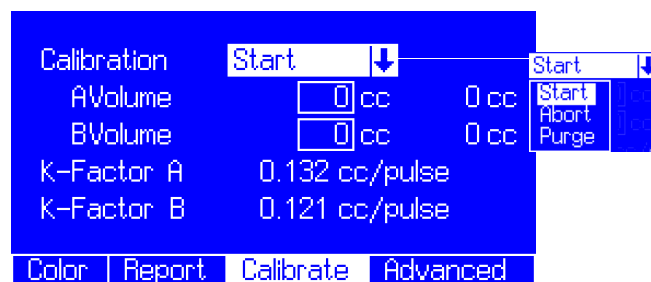 Calibration Start
AVolume 0 cc 0 cc
BVolume 0 cc 0 cc
K-Factor A 0.132 cc/pulse
K-Factor B 0.121 cc/pulse
Color Report Calibrate Advanced
Start
Start
Abort
Purge